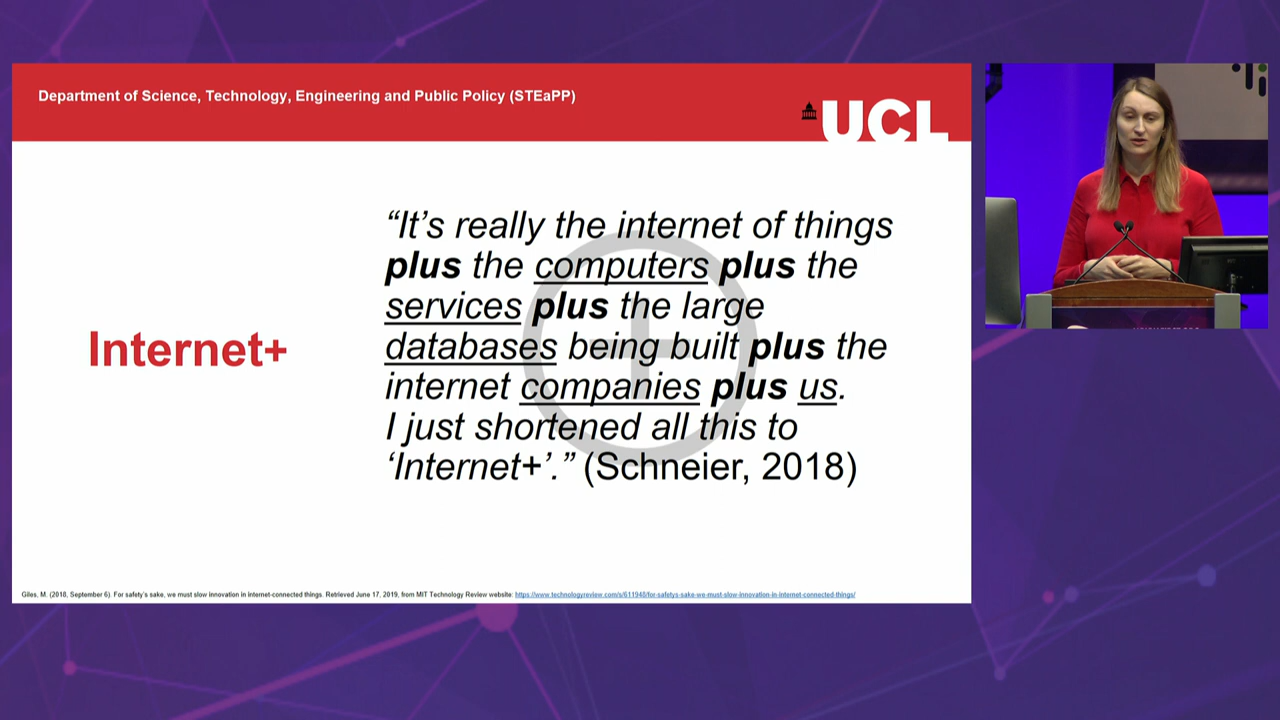 Department of Science, Technology, Engineering and Public Policy (STEaPP)
UCL
Internet+
“It’s really the internet of things
plus the computers plus the
services plus the large
databases being built plus the
internet companies plus us.
I just shortened all this to
‘Internet+’.” (Schneier, 2018)
Giles, M. (2018, September 6). For safety's sake, we must slow innovation in internet-connected things. Retrieved June 17, 2019, from MIT Technology Review website: https://www.technologyreview.com/s/611948/for-safetys-sake-we-must-slow-innovation-in-internet-connected-things/